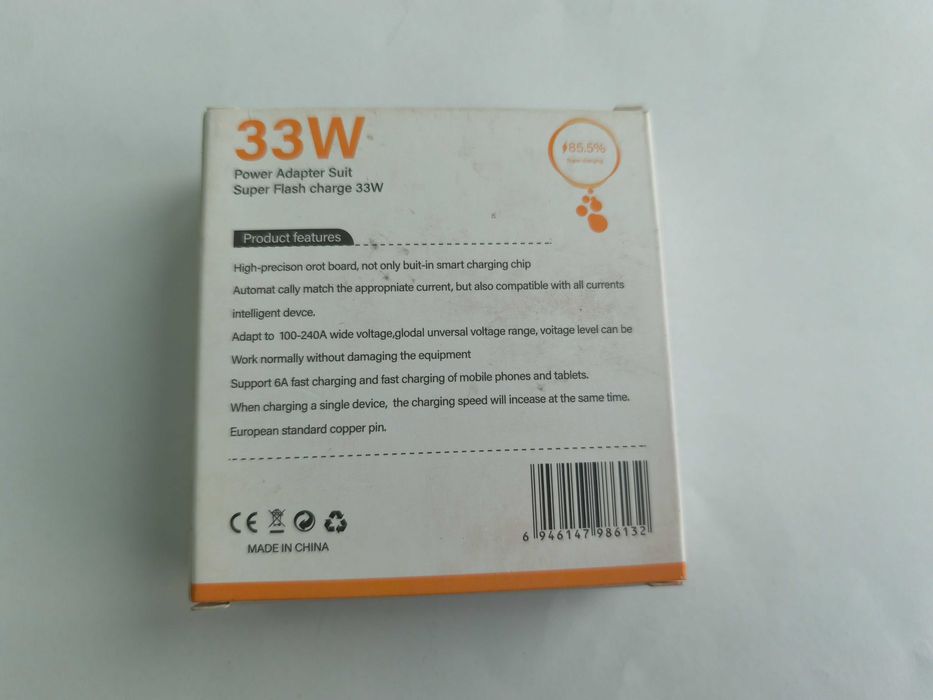 33W
Power Adapter Suit
Super Flash charge 33W
85.5%
Super charging
Product features
High-precison orot board, not only buit-in smart charging chip
Automat cally match the appropniate current, but also compatible with all currents
intelligent devce.
Adapt to 100-240A wide voltage,glodal unversal voltage range, voitage level can be
Work normally without damaging the equipment
Support 6A fast charging and fast charging of mobile phones and tablets.
When charging a single device, the charging speed will incease at the same time.
European standard copper pin.
CE
MADE IN CHINA
6 946147 986132